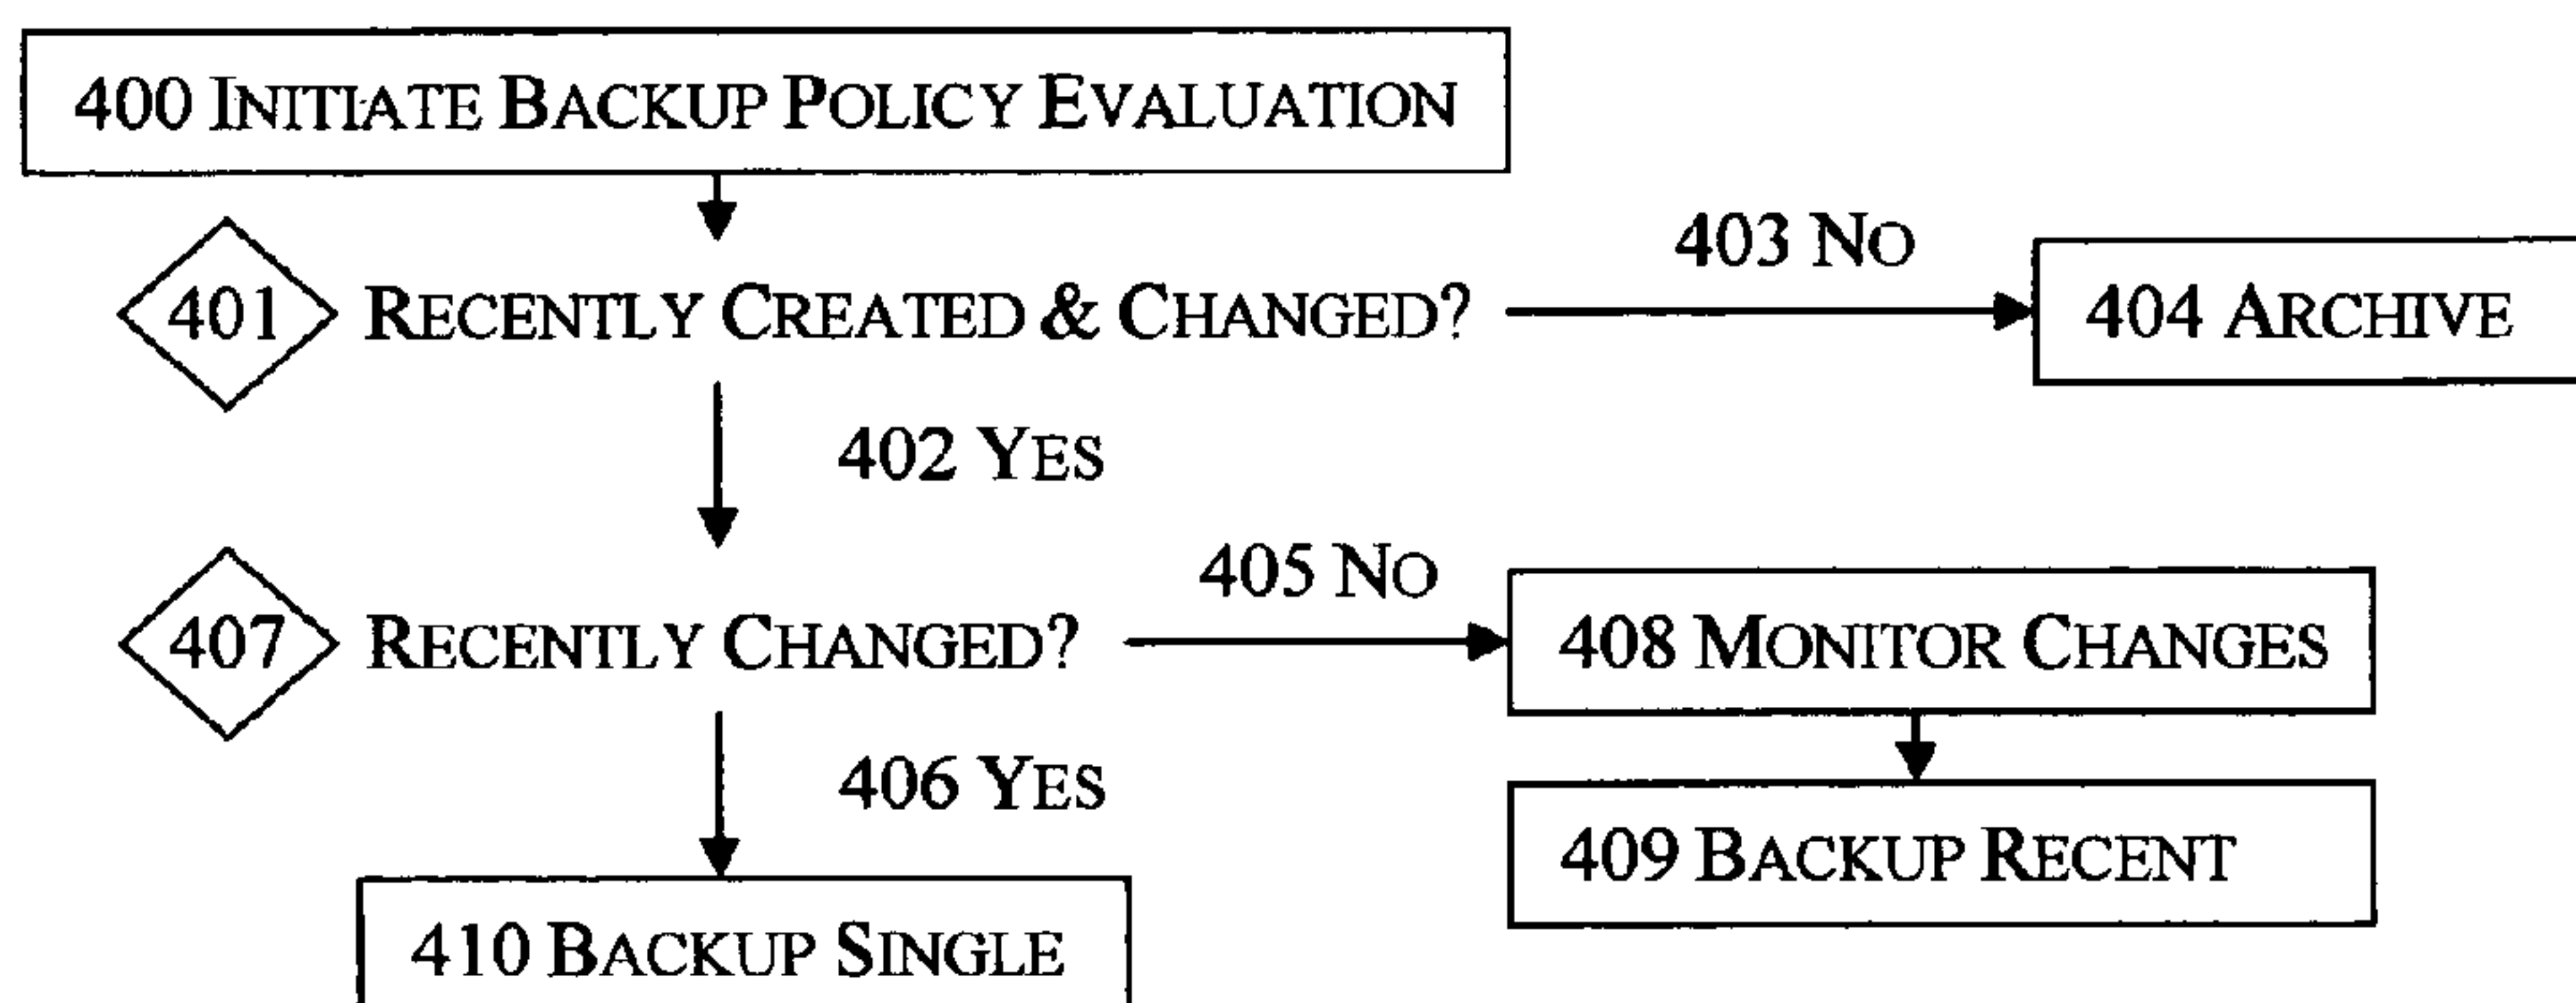 400 INITIATE BACKUP POLICY EVALUATION
403 NO
401 RECENTLY CREATED & CHANGED?
404 ARCHIVE
402 YES
405 NO
407 RECENTLY CHANGED?
408 MONITOR CHANGES
406 YES
409 BACKUP RECENT
410 BACKUP SINGLE